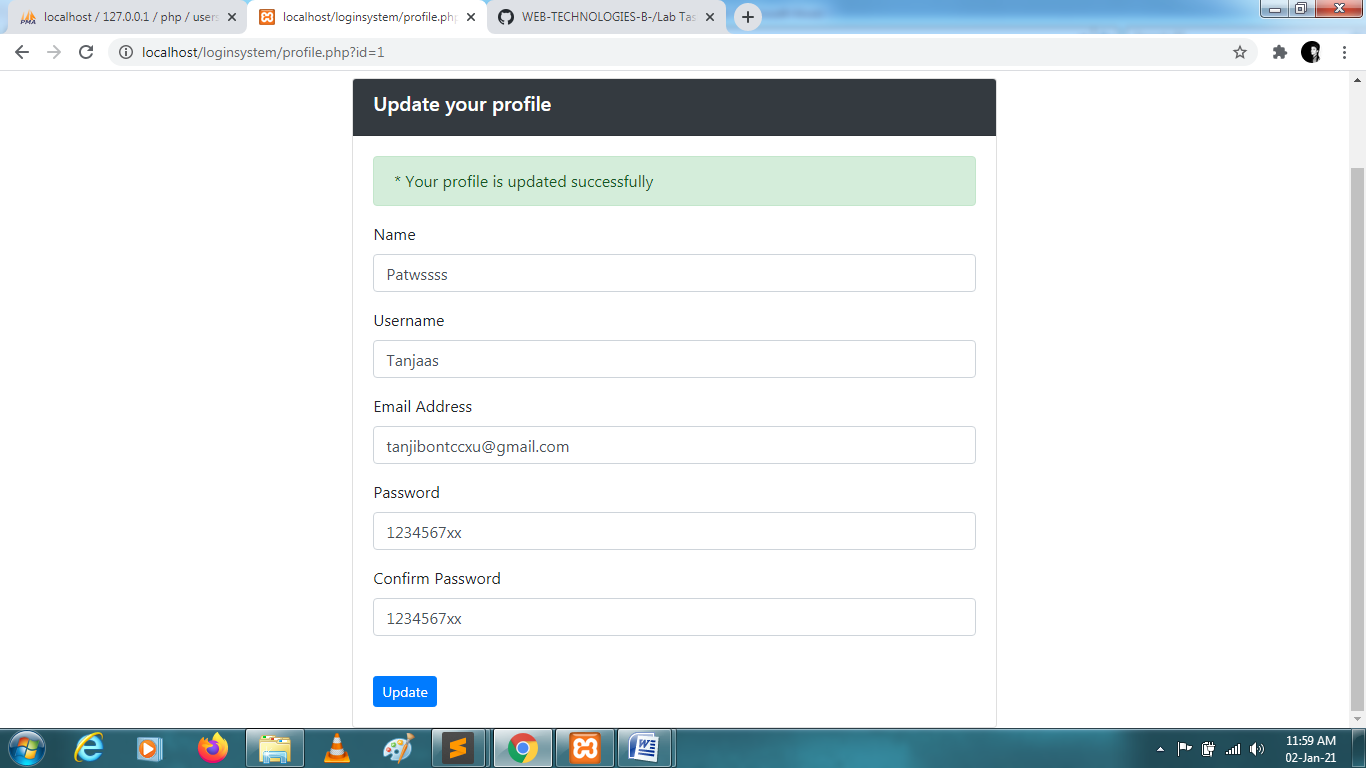 localhost / 127.0.0.1 / php / users
localhost/loginsystem/profile.php
WEB-TECHNOLOGIES-B-/Lab Tas
localhost/loginsystem/profile.php?id=1
Update your profile
* Your profile is updated successfully
Name
Patwssss
Username
Tanjaas
Email Address
tanjibontccxu@gmail.com
Password
1234567xx
Confirm Password
1234567xx
Update
11:59 AM
02-Jan-21